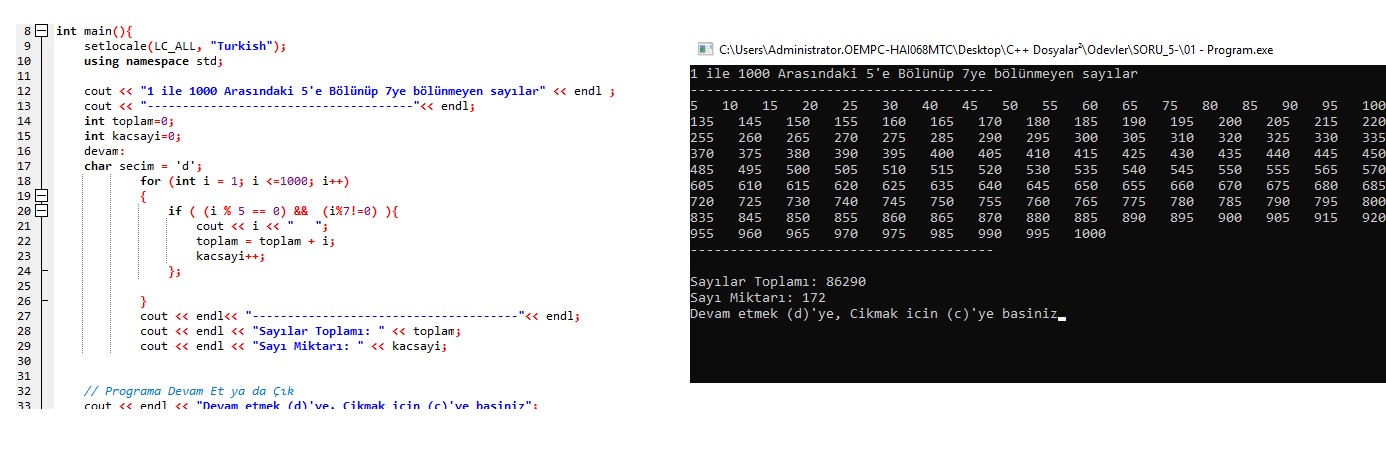 8 int main(){
9 setlocale(LC_ALL, "Turkish");
10 using namespace std;
11
12 cout << "1 ile 1000 Arasındaki 5'e Bölünüp 7ye bölünmeyen sayılar" << endl ;
13 cout << "--------------------------------------"<< endl;
14 int toplam=0;
15 int kacsayi=0;
16 devam:
17 char secim = 'd';
18 for (int i = 1; i <=1000; i++)
19 {
20 if ( (i % 5 == 0) && (i%7!=0) ){
21 cout << i << "   ";
22 toplam = toplam + i;
23 kacsayi++;
24 };
25
26 }
27 cout << endl<< "--------------------------------------"<< endl;
28 cout << endl << "Sayılar Toplamı: " << toplam;
29 cout << endl << "Sayı Miktarı: " << kacsayi;
30
31
32 // Programa Devam Et ya da Çık
33 cout << endl << "Devam etmek (d)'ye, Cikmak icin (c)'ye basiniz";
C:\Users\Administrator.OEMPC-HAI068MTC\Desktop\C++ Dosyalar²\Odevler\SORU_5-\01 - Program.exe
1 ile 1000 Arasındaki 5'e Bölünüp 7ye bölünmeyen sayılar
--------------------------------------
5 10 15 20 25 30 40 45 50 55 60 65 75 80 85 90 95 100
135 145 150 155 160 165 170 180 185 190 195 200 205 215 220
255 260 265 270 275 285 290 295 300 305 310 320 325 330 335
370 375 380 390 395 400 405 410 415 425 430 435 440 445 450
485 495 500 505 510 515 520 530 535 540 545 550 555 565 570
605 610 615 620 625 635 640 645 650 655 660 670 675 680 685
720 725 730 740 745 750 755 760 765 775 780 785 790 795 800
835 845 850 855 860 865 870 880 885 890 895 900 905 915 920
955 960 965 970 975 985 990 995 1000
--------------------------------------
Sayılar Toplamı: 86290
Sayı Miktarı: 172
Devam etmek (d)'ye, Cikmak icin (c)'ye basiniz